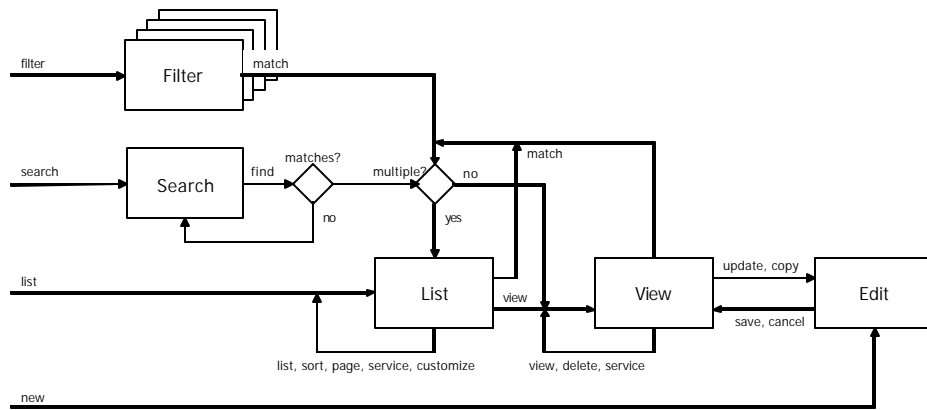 filter
Filter
match
matches?
search
Search
find
multiple?
no
match
no
yes
list
List
view
View
update, copy
Edit
save, cancel
list, sort, page, service, customize
view, delete, service
new